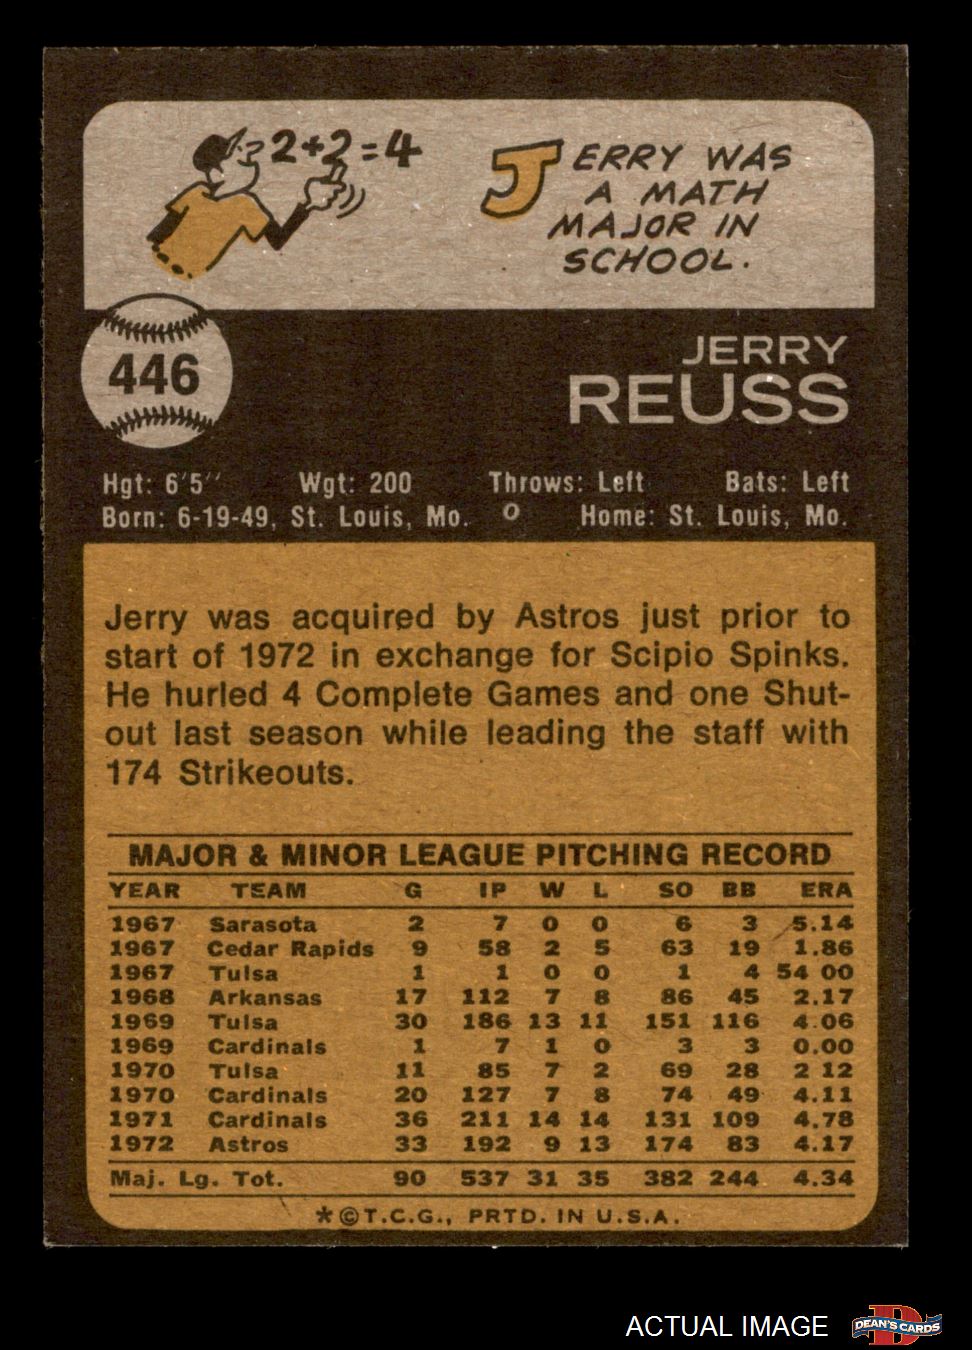 2+2=4
JERRY WAS
A MATH
MAJOR IN
SCHOOL.
446
JERRY
REUSS
Hgt: 6'5'' Wgt: 200 Throws: Left Bats: Left
Born: 6-19-49, St. Louis, Mo. Home: St. Louis, Mo.
Jerry was acquired by Astros just prior to
start of 1972 in exchange for Scipio Spinks.
He hurled 4 Complete Games and one Shut-
out last season while leading the staff with
174 Strikeouts.
MAJOR & MINOR LEAGUE PITCHING RECORD
YEAR TEAM G IP W L SO BB ERA
1967 Sarasota 2 7 0 0 6 3 5.14
1967 Cedar Rapids 9 58 2 5 63 19 1.86
1967 Tulsa 1 1 0 0 1 4 54 00
1968 Arkansas 17 112 7 8 86 45 2.17
1969 Tulsa 30 186 13 11 151 116 4.06
1969 Cardinals 1 7 1 0 3 3 0.00
1970 Tulsa 11 85 7 2 69 28 2 12
1970 Cardinals 20 127 7 8 74 49 4.11
1971 Cardinals 36 211 14 14 131 109 4.78
1972 Astros 33 192 9 13 174 83 4.17
Maj. Lg. Tot. 90 537 31 35 382 244 4.34
*©T.C.G., PRTD. IN U.S.A.
ACTUAL IMAGE D DEAN'S CARDS